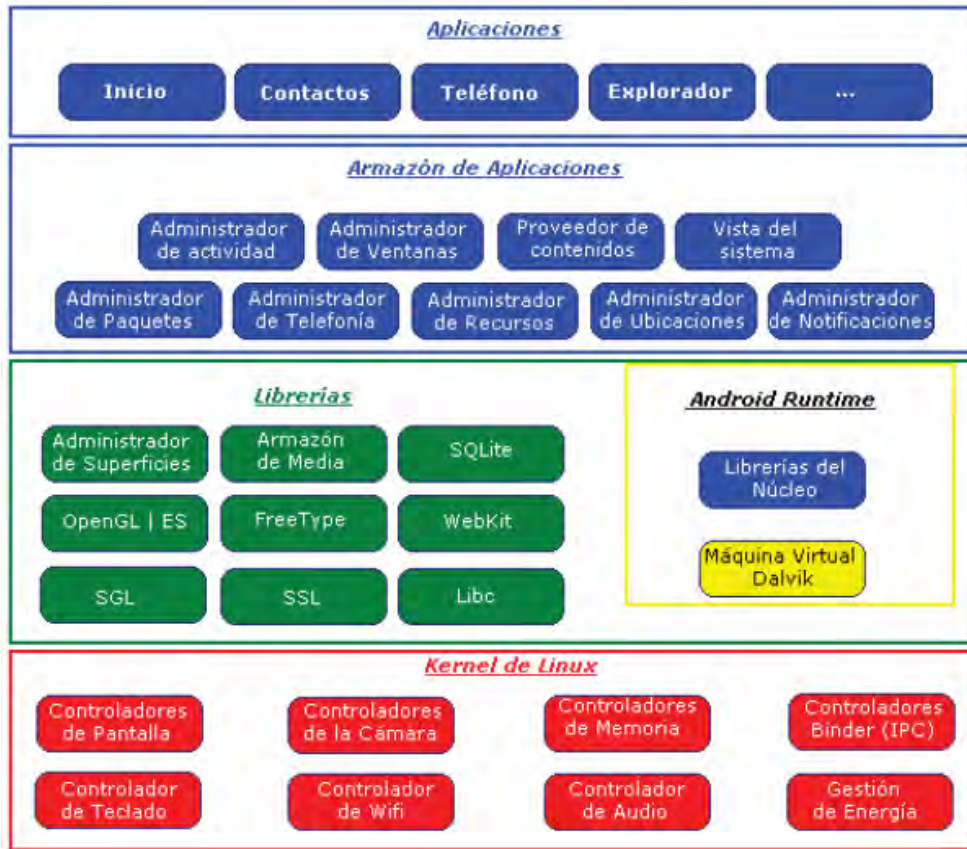 Aplicaciones
Inicio
Contactos
Teléfono
Explorador
...
Armazón de Aplicaciones
Administrador
de actividad
Administrador
de Ventanas
Proveedor de
contenidos
Vista del
sistema
Administrador
de Paquetes
Administrador
de Telefonía
Administrador
de Recursos
Administrador
de Ubicaciones
Administrador
de Notificaciones
Librerías
Administrador
de Superficies
Armazón
de Media
SQLite
OpenGL | ES
FreeType
WebKit
SGL
SSL
Libc
Android Runtime
Librerías del
Núcleo
Máquina Virtual
Dalvik
Kernel de Linux
Controladores
de Pantalla
Controladores
de la Cámara
Controladores
de Memoria
Controladores
Binder (IPC)
Controlador
de Teclado
Controlador
de Wifi
Controlador
de Audio
Gestión
de Energía